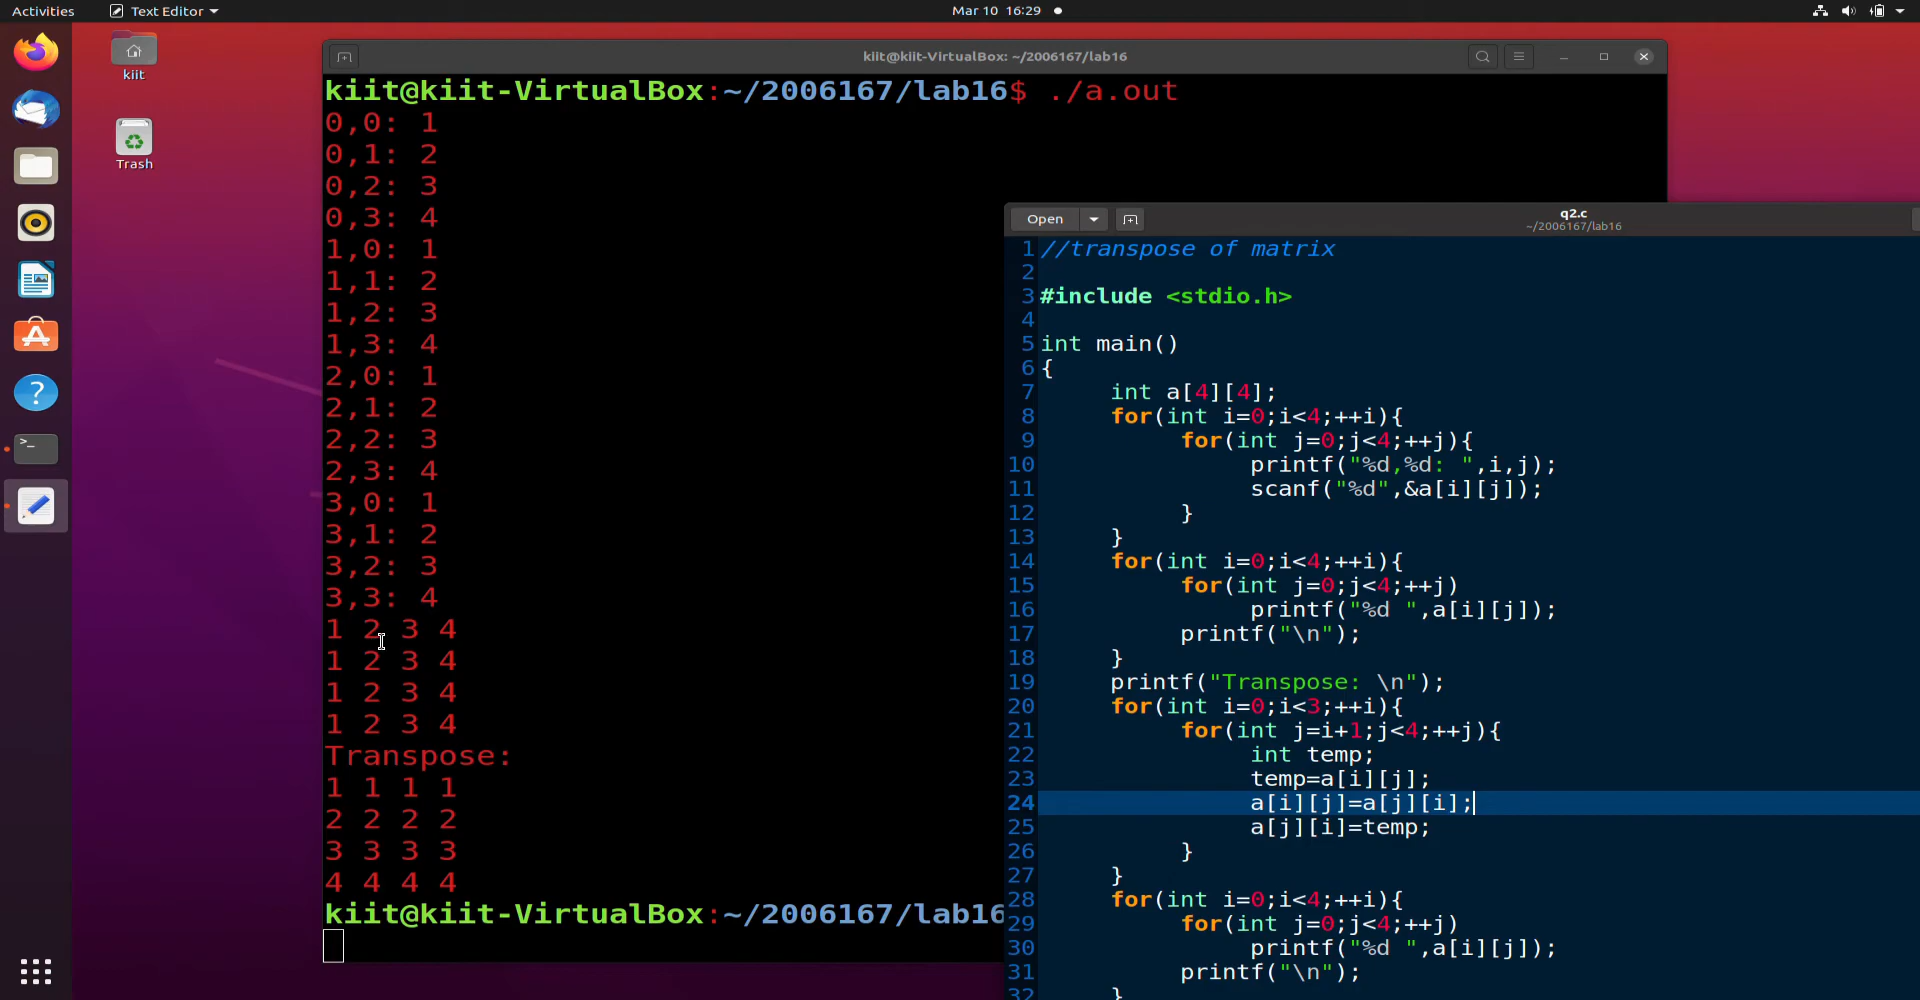 Activities
Text Editor
Mar 10 16:29
kiit
Trash
kiit@kiit-VirtualBox: ~/2006167/lab16
kiit@kiit-VirtualBox:~/2006167/lab16$ ./a.out
0,0: 1
0,1: 2
0,2: 3
0,3: 4
1,0: 1
1,1: 2
1,2: 3
1,3: 4
2,0: 1
2,1: 2
2,2: 3
2,3: 4
3,0: 1
3,1: 2
3,2: 3
3,3: 4
1 2 3 4
1 2 3 4
1 2 3 4
1 2 3 4
Transpose:
1 1 1 1
2 2 2 2
3 3 3 3
4 4 4 4
kiit@kiit-VirtualBox:~/2006167/lab16
Open
q2.c
~/2006167/lab16
1 //transpose of matrix
2
3 #include <stdio.h>
4
5 int main()
6 {
7 int a[4][4];
8 for(int i=0;i<4;++i){
9 for(int j=0;j<4;++j){
10 printf("%d,%d: ",i,j);
11 scanf("%d",&a[i][j]);
12 }
13 }
14 for(int i=0;i<4;++i){
15 for(int j=0;j<4;++j)
16 printf("%d ",a[i][j]);
17 printf("\n");
18 }
19 printf("Transpose: \n");
20 for(int i=0;i<3;++i){
21 for(int j=i+1;j<4;++j){
22 int temp;
23 temp=a[i][j];
24 a[i][j]=a[j][i];
25 a[j][i]=temp;
26 }
27 }
28 for(int i=0;i<4;++i){
29 for(int j=0;j<4;++j)
30 printf("%d ",a[i][j]);
31 printf("\n");
32 }